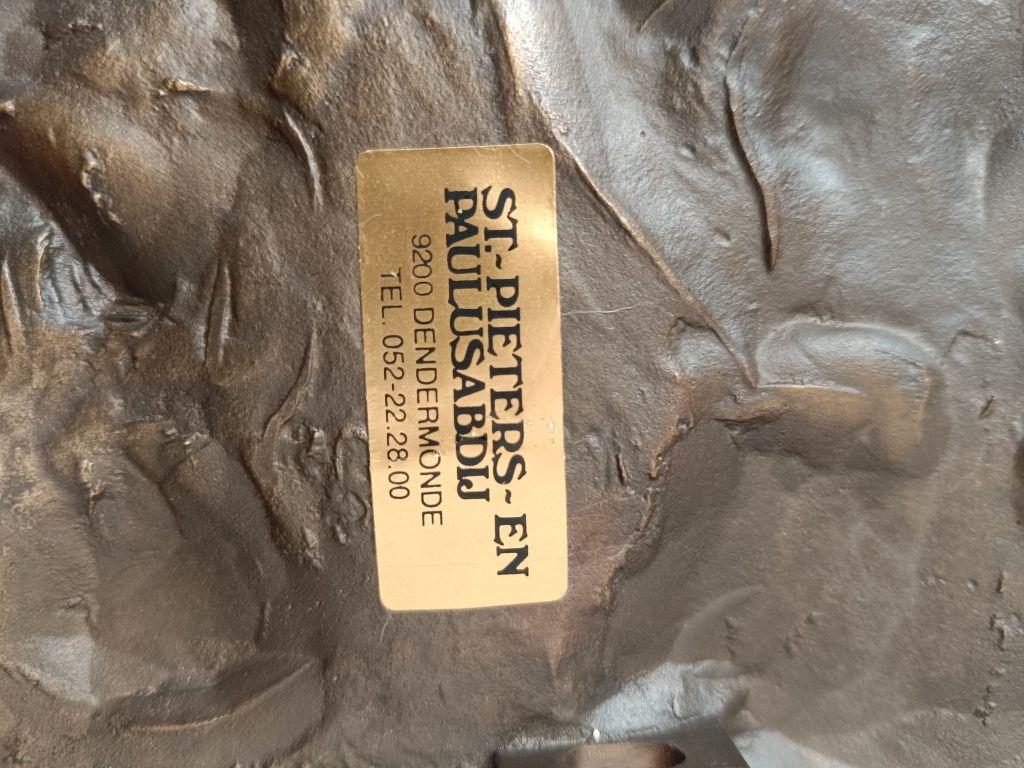 ST.-PIETERS- EN
PAULUSABDIJ
9200 DENDERMONDE
TEL. 052-22.28.00